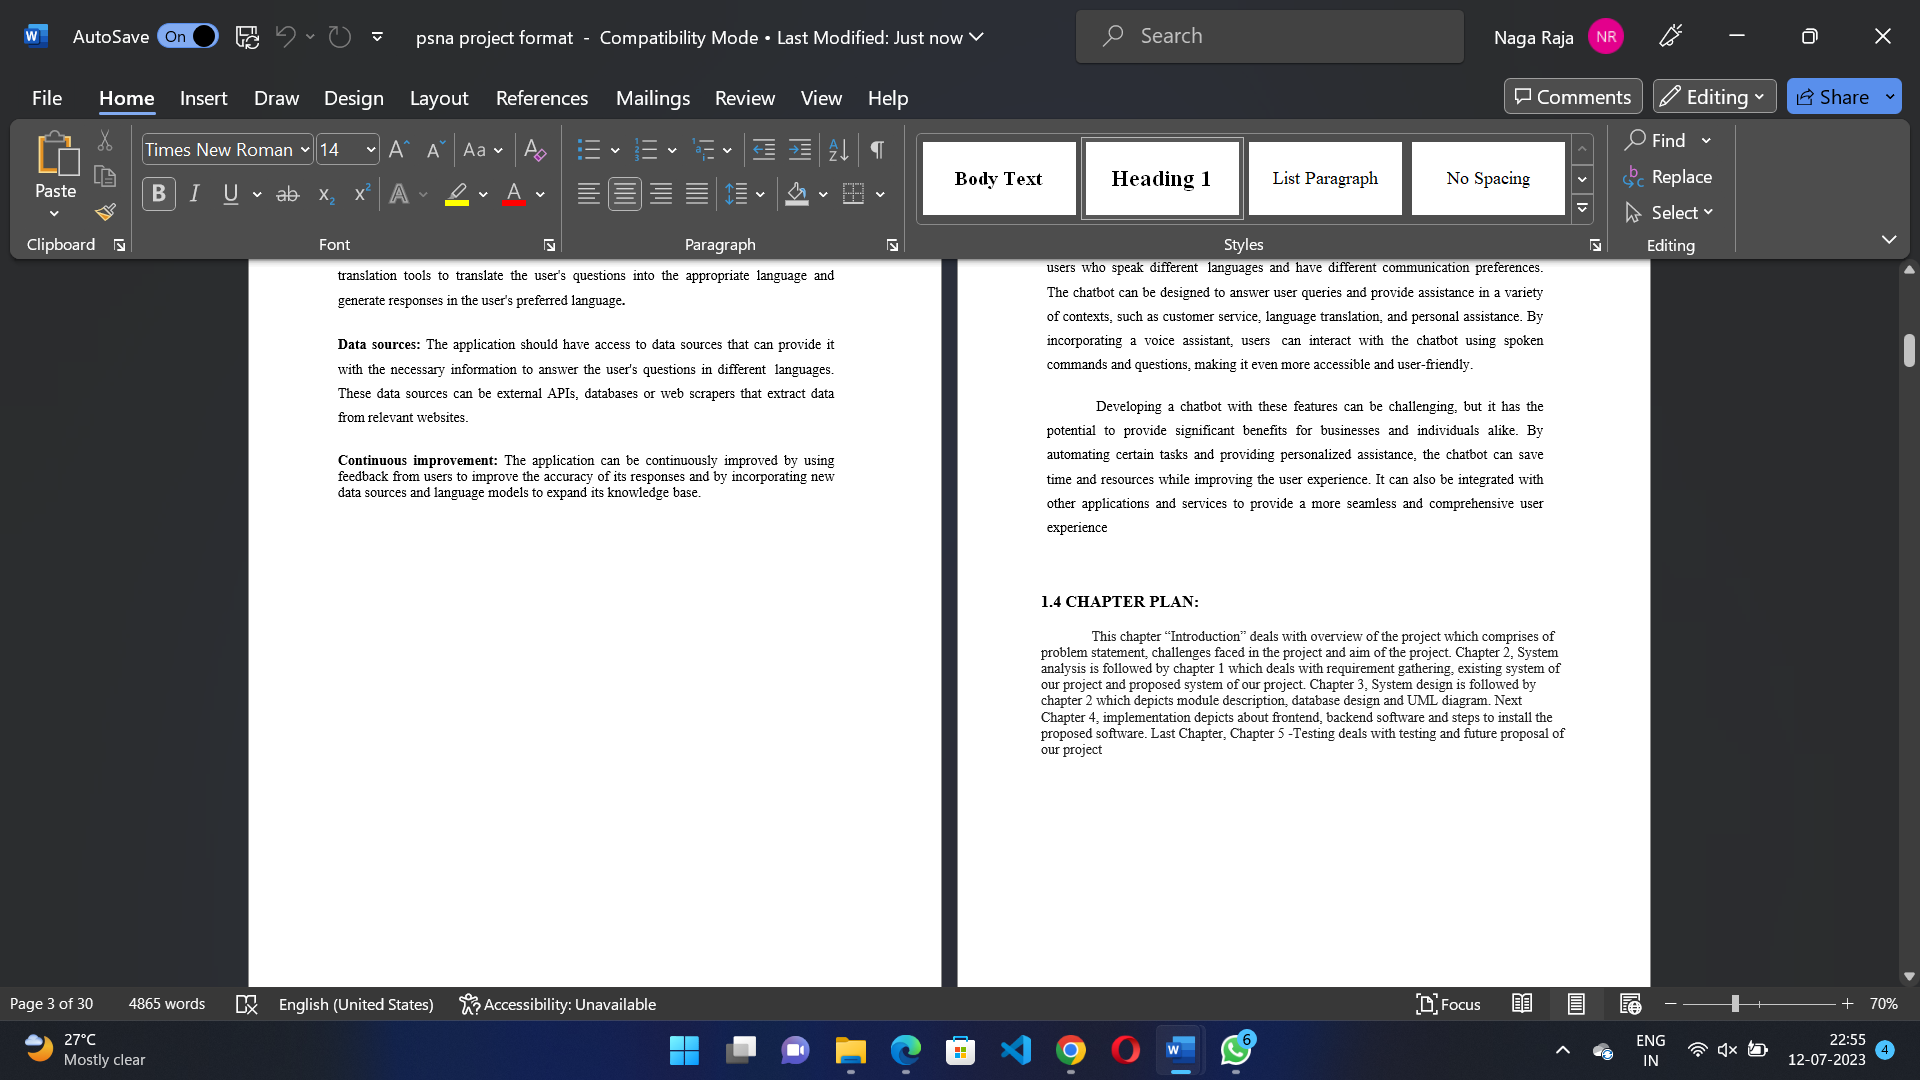 AutoSave On psna project format - Compatibility Mode • Last Modified: Just now Search Naga Raja NR
File Home Insert Draw Design Layout References Mailings Review View Help Comments Editing Share
Paste
Clipboard
Times New Roman 14 Aa
B I U ab x2 x2 A A
Font
Paragraph
Body Text Heading 1 List Paragraph No Spacing
Styles
Find
Replace
Select
Editing
translation tools to translate the user's questions into the appropriate language and
generate responses in the user's preferred language.
Data sources: The application should have access to data sources that can provide it
with the necessary information to answer the user's questions in different languages.
These data sources can be external APIs, databases or web scrapers that extract data
from relevant websites.
Continuous improvement: The application can be continuously improved by using
feedback from users to improve the accuracy of its responses and by incorporating new
data sources and language models to expand its knowledge base.
users who speak different languages and have different communication preferences.
The chatbot can be designed to answer user queries and provide assistance in a variety
of contexts, such as customer service, language translation, and personal assistance. By
incorporating a voice assistant, users can interact with the chatbot using spoken
commands and questions, making it even more accessible and user-friendly.
Developing a chatbot with these features can be challenging, but it has the
potential to provide significant benefits for businesses and individuals alike. By
automating certain tasks and providing personalized assistance, the chatbot can save
time and resources while improving the user experience. It can also be integrated with
other applications and services to provide a more seamless and comprehensive user
experience
1.4 CHAPTER PLAN:
This chapter “Introduction” deals with overview of the project which comprises of
problem statement, challenges faced in the project and aim of the project. Chapter 2, System
analysis is followed by chapter 1 which deals with requirement gathering, existing system of
our project and proposed system of our project. Chapter 3, System design is followed by
chapter 2 which depicts module description, database design and UML diagram. Next
Chapter 4, implementation depicts about frontend, backend software and steps to install the
proposed software. Last Chapter, Chapter 5 -Testing deals with testing and future proposal of
our project
Page 3 of 30 4865 words English (United States) Accessibility: Unavailable Focus 70%
27°C
Mostly clear
6
ENG
IN
22:55
12-07-2023
4